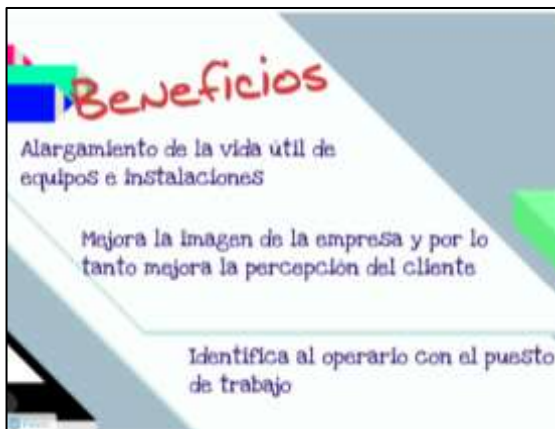 Beneficios
Alargamiento de la vida útil de
equipos e instalaciones
Mejora la imagen de la empresa y por lo
tanto mejora la percepción del cliente
Identifica al operario con el puesto
de trabajo